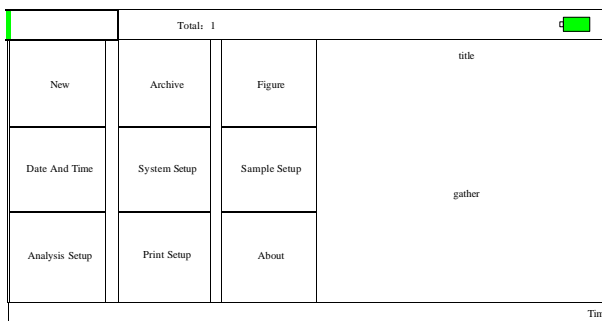 Total: 1
title
New
Archive
Figure
Date And Time
System Setup
Sample Setup
gather
Analysis Setup
Print Setup
About
Tim